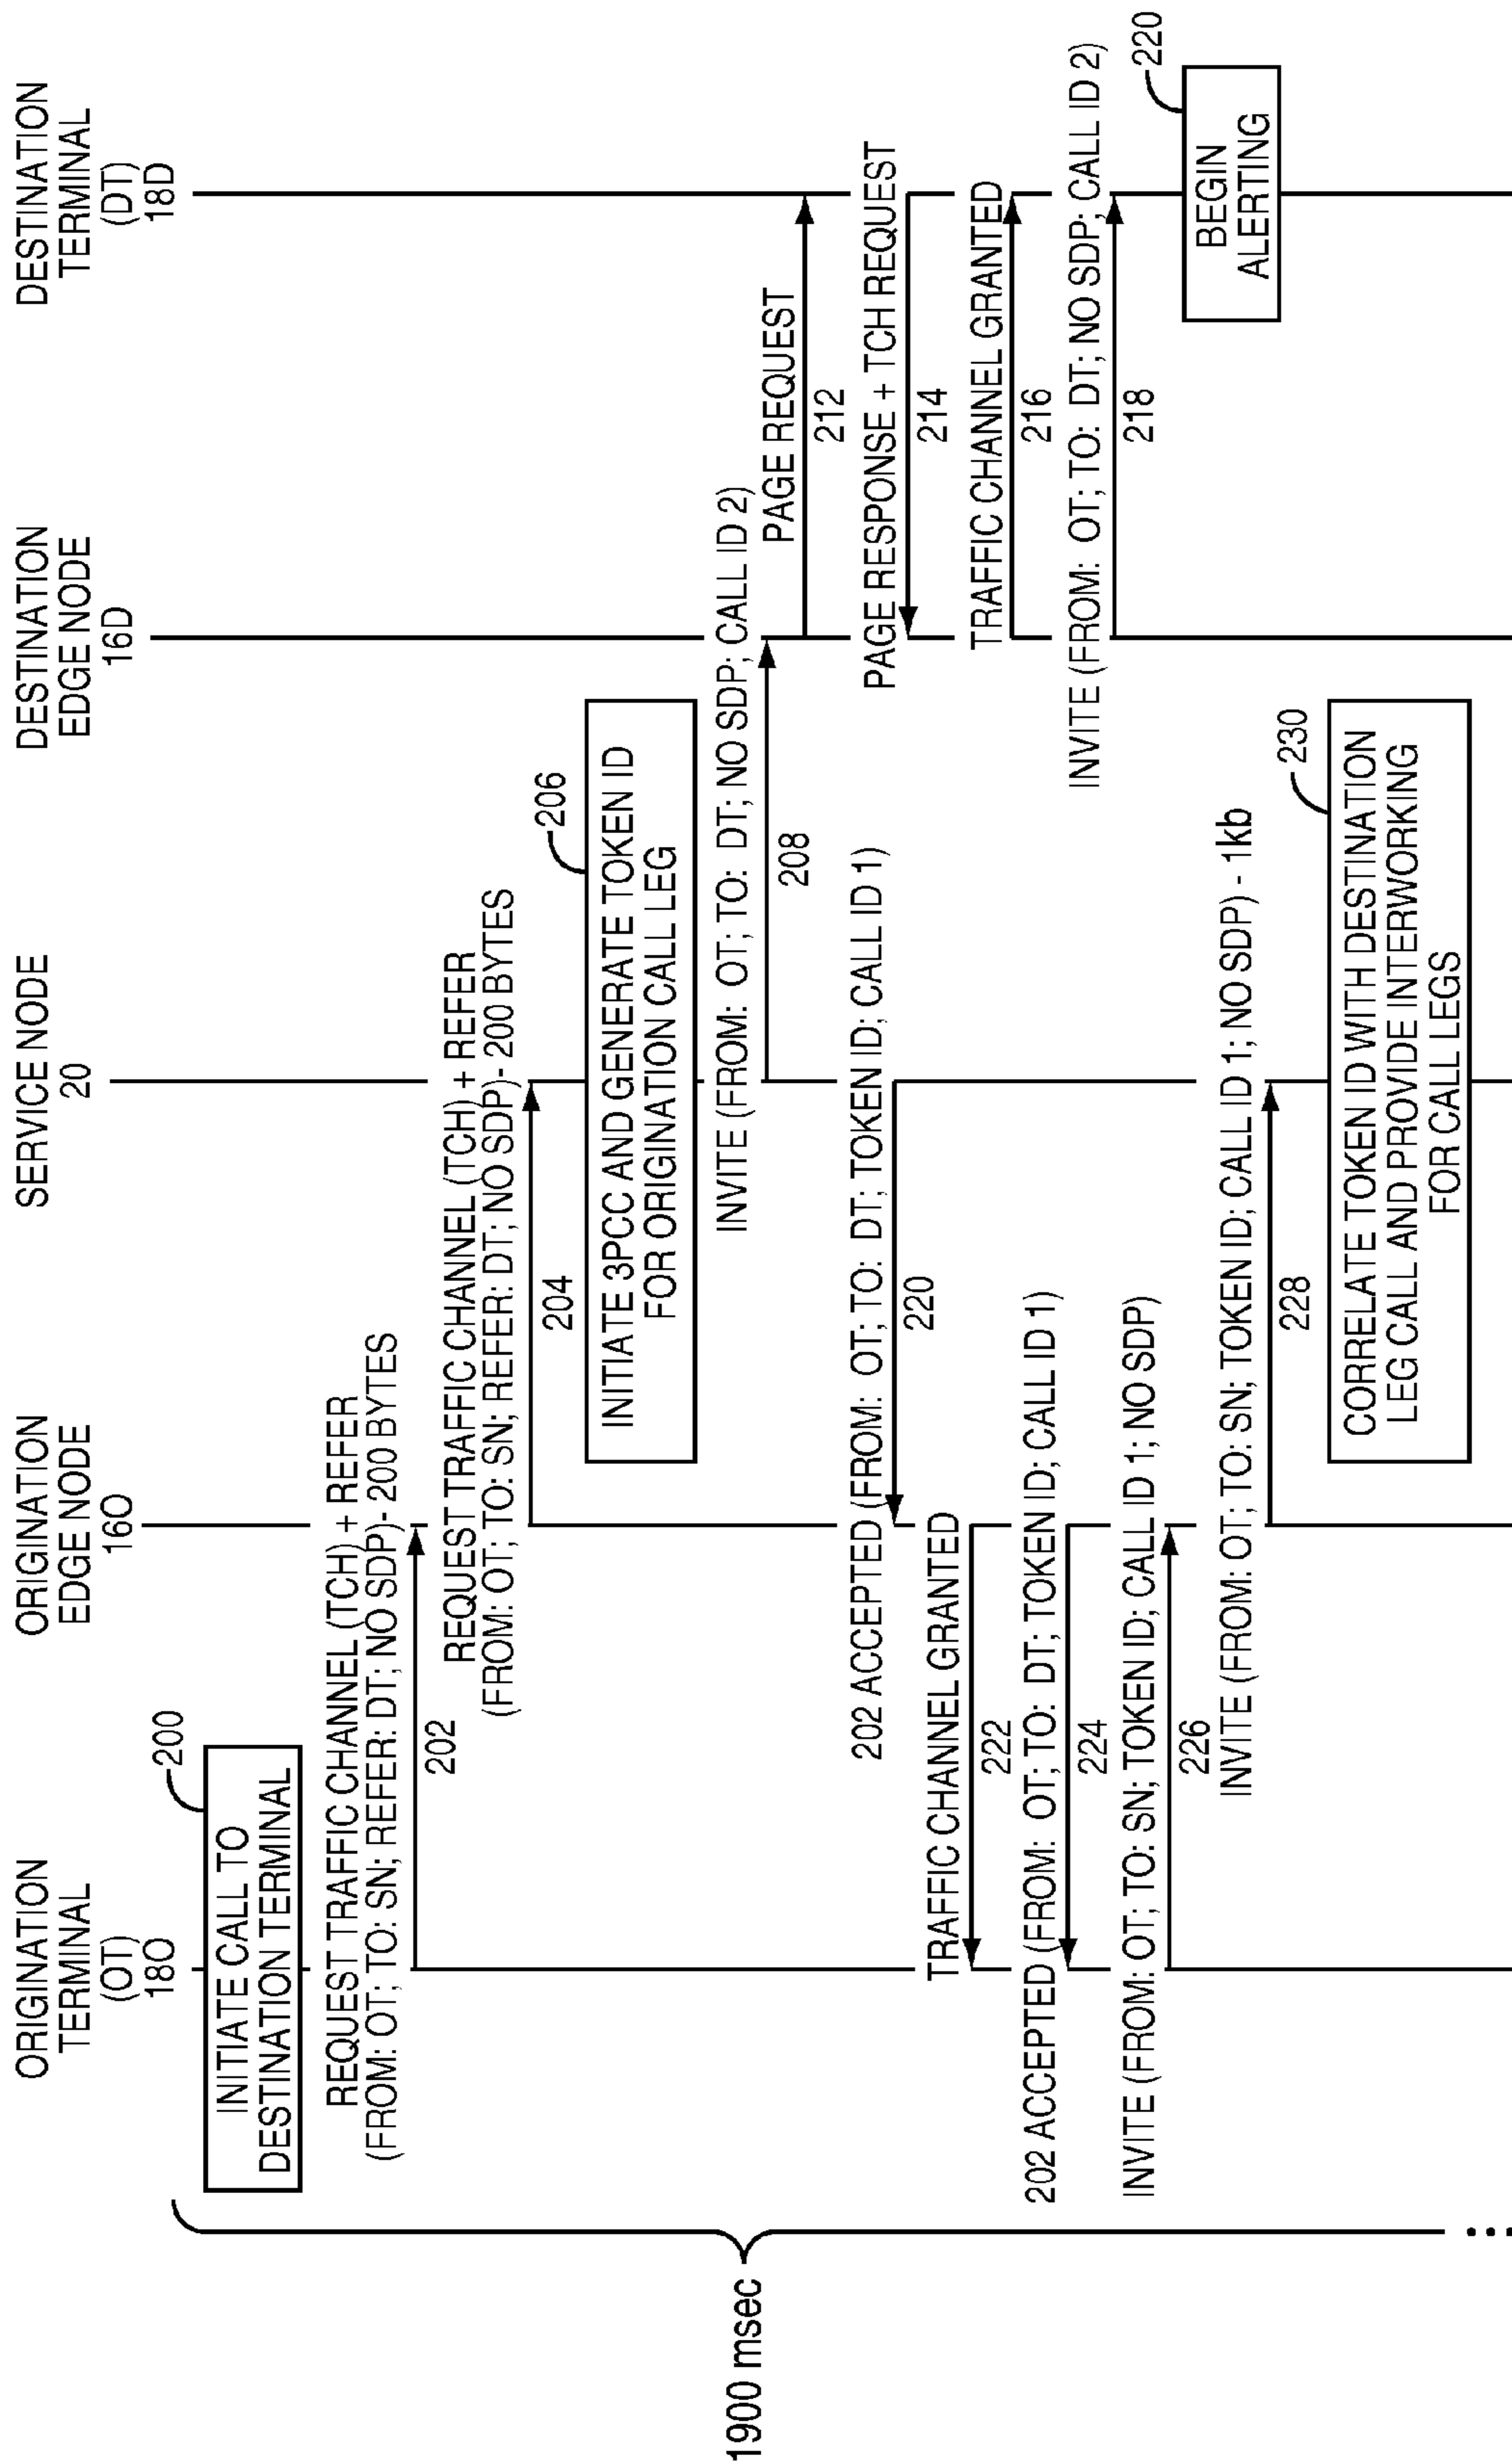 ORIGINATION
TERMINAL
(OT)
18O
ORIGINATION
EDGE NODE
16O
SERVICE NODE
20
DESTINATION
EDGE NODE
16D
DESTINATION
TERMINAL
(DT)
18D
200
INITIATE CALL TO
DESTINATION TERMINAL
REQUEST TRAFFIC CHANNEL (TCH) + REFER
(FROM: OT; TO: SN; REFER: DT; NO SDP)- 200 BYTES
202
REQUEST TRAFFIC CHANNEL (TCH) + REFER
(FROM: OT; TO: SN; REFER: DT; NO SDP)- 200 BYTES
204
206
INITIATE 3PCC AND GENERATE TOKEN ID
FOR ORIGINATION CALL LEG
INVITE (FROM: OT; TO: DT; NO SDP; CALL ID 2)
208
PAGE REQUEST
212
202 ACCEPTED (FROM: OT; TO: DT; TOKEN ID; CALL ID 1)
220
PAGE RESPONSE + TCH REQUEST
214
TRAFFIC CHANNEL GRANTED
222
TRAFFIC CHANNEL GRANTED
216
202 ACCEPTED (FROM: OT; TO: DT; TOKEN ID; CALL ID 1)
224
INVITE (FROM: OT; TO: DT; NO SDP; CALL ID 2)
218
INVITE (FROM: OT; TO: SN; TOKEN ID; CALL ID 1; NO SDP)
226
220
BEGIN
ALERTING
INVITE (FROM: OT; TO: SN; TOKEN ID; CALL ID 1; NO SDP) - 1kb
228
230
CORRELATE TOKEN ID WITH DESTINATION
LEG CALL AND PROVIDE INTERWORKING
FOR CALL LEGS
1900 msec